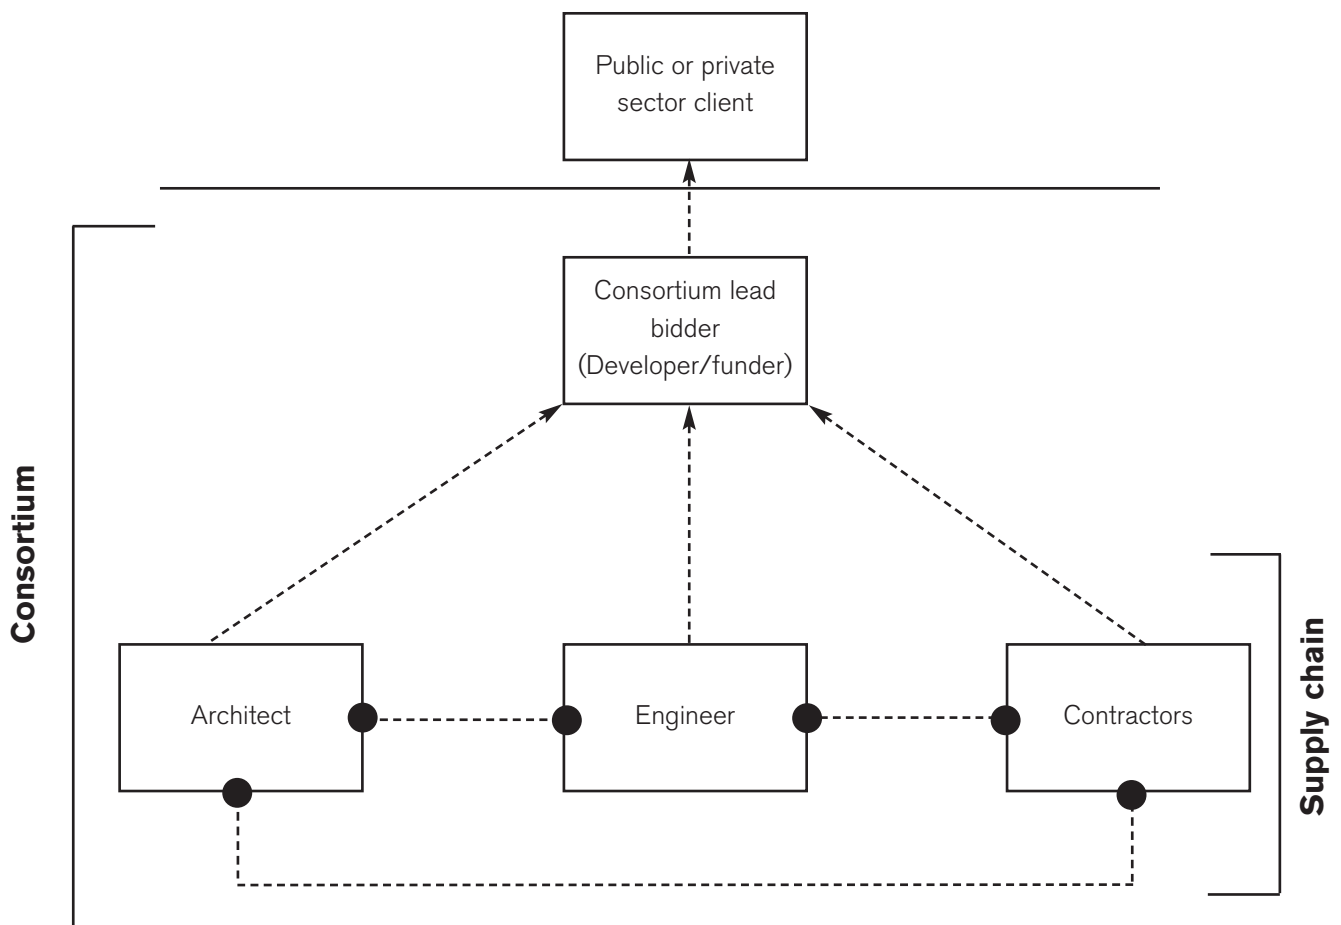 Public or private
sector client
Consortium lead
bidder
(Developer/funder)
Consortium
Architect
Engineer
Contractors
Supply chain